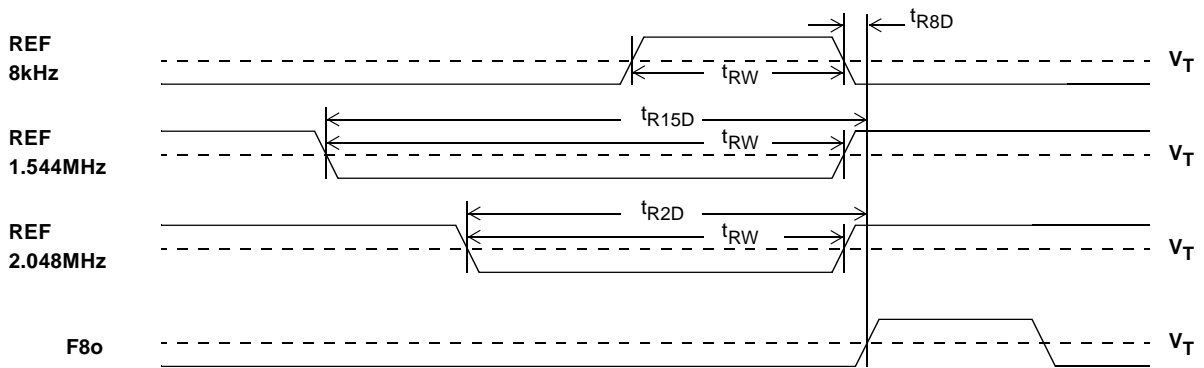 tR8D
REF
8kHz
tRW
VT
tR15D
REF
1.544MHz
tRW
VT
tR2D
REF
2.048MHz
tRW
VT
F8o
VT